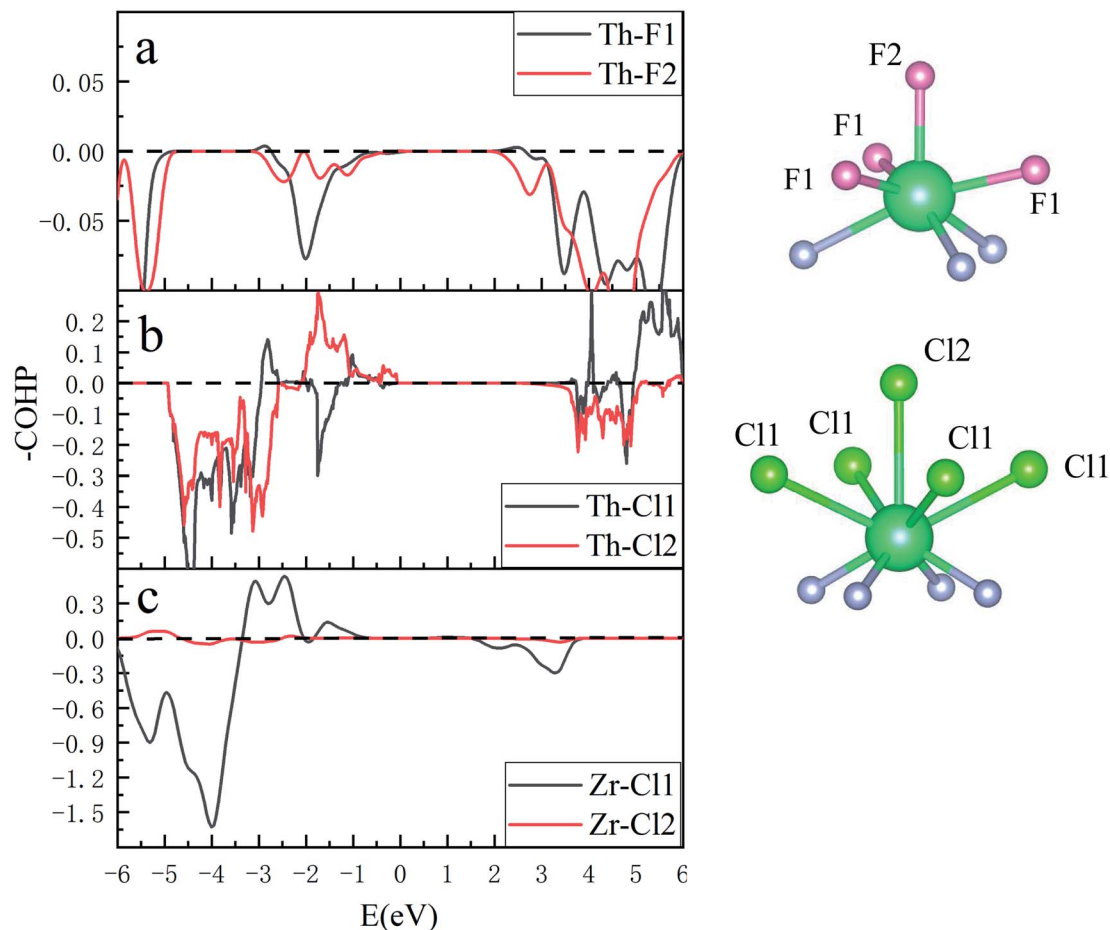 a
Th-F1
Th-F2
0.05
0.00
-0.05
b
0.2
0.1
0.0
-0.1
-0.2
-0.3
-0.4
-0.5
Th-Cl1
Th-Cl2
-COHP
c
0.3
0.0
-0.3
-0.6
-0.9
-1.2
-1.5
Zr-Cl1
Zr-Cl2
-6 -5 -4 -3 -2 -1 0 1 2 3 4 5 6
E(eV)
F2
F1
F1
F1
Cl2
Cl1
Cl1
Cl1
Cl1